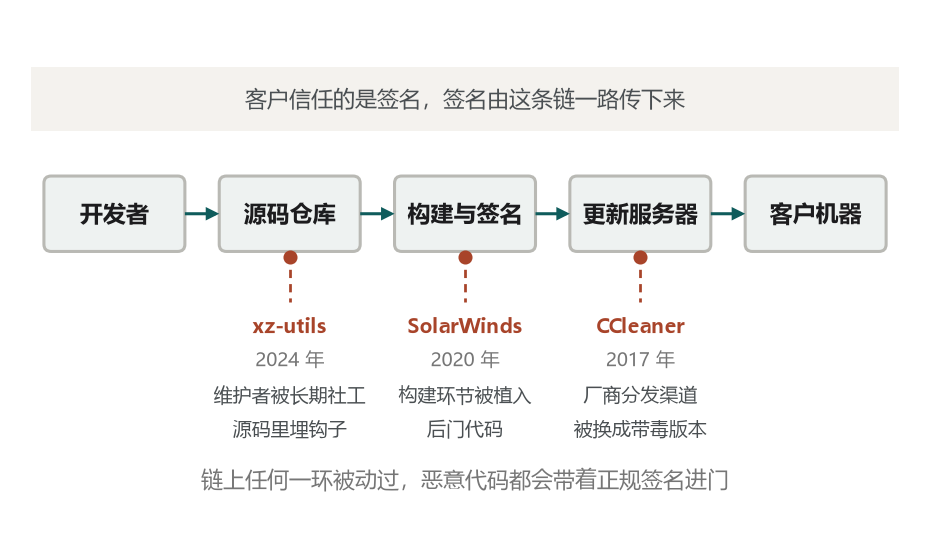 客户信任的是签名，签名由这条链一路传下来
开发者
源码仓库
构建与签名
更新服务器
客户机器
xz-utils
2024 年
维护者被长期社工
源码里埋钩子
SolarWinds
2020 年
构建环节被植入
后门代码
CCleaner
2017 年
厂商分发渠道
被换成带毒版本
链上任何一环被动过，恶意代码都会带着正规签名进门